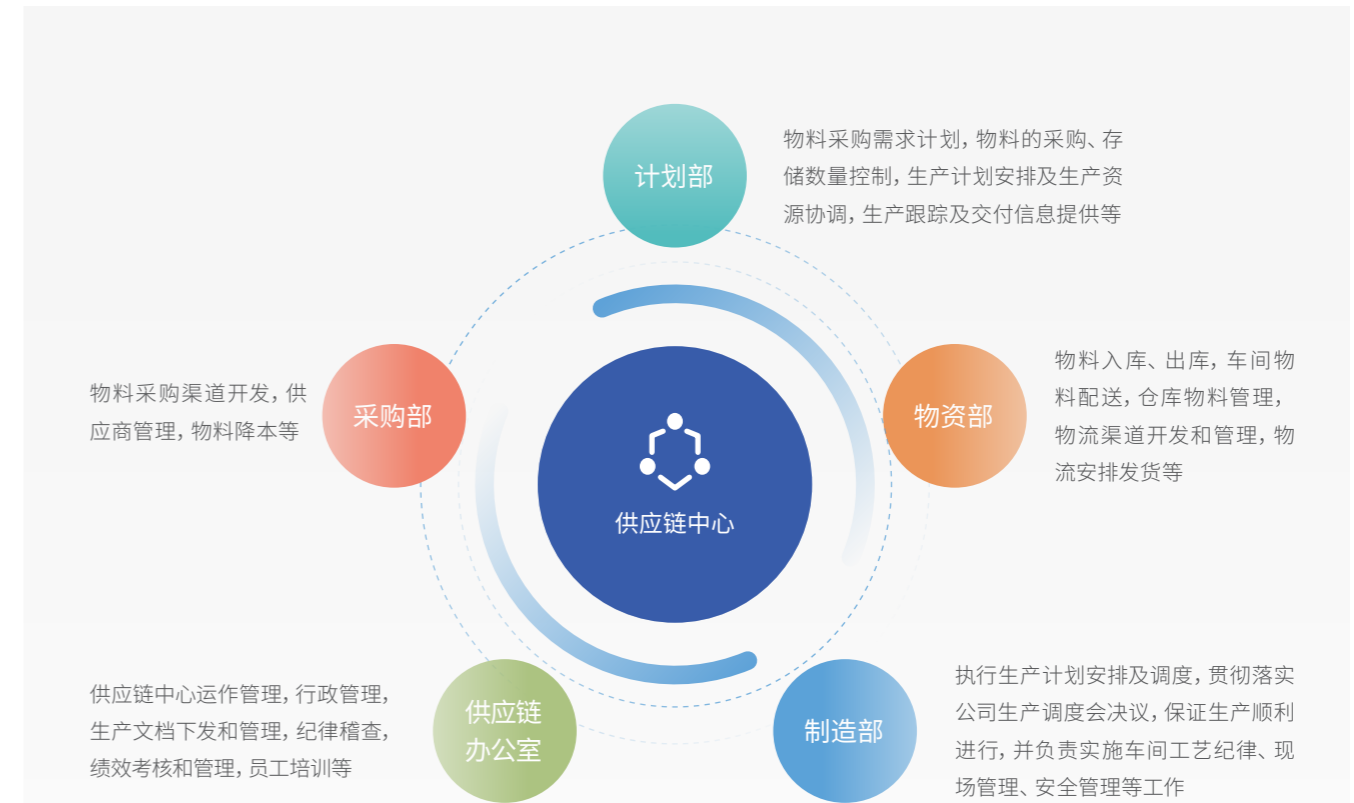 计划部
物料采购需求计划，物料的采购、存
储数量控制，生产计划安排及生产资
源协调，生产跟踪及交付信息提供等
采购部
物料采购渠道开发，供
应商管理，物料降本等
物资部
物料入库、出库，车间物
料配送，仓库物料管理，
物流渠道开发和管理，物
流安排发货等
供应链中心
供应链
办公室
供应链中心运作管理，行政管理，
生产文档下发和管理，纪律稽查，
绩效考核和管理，员工培训等
制造部
执行生产计划安排及调度，贯彻落实
公司生产调度会决议，保证生产顺利
进行，并负责实施车间工艺纪律、现
场管理、安全管理等工作